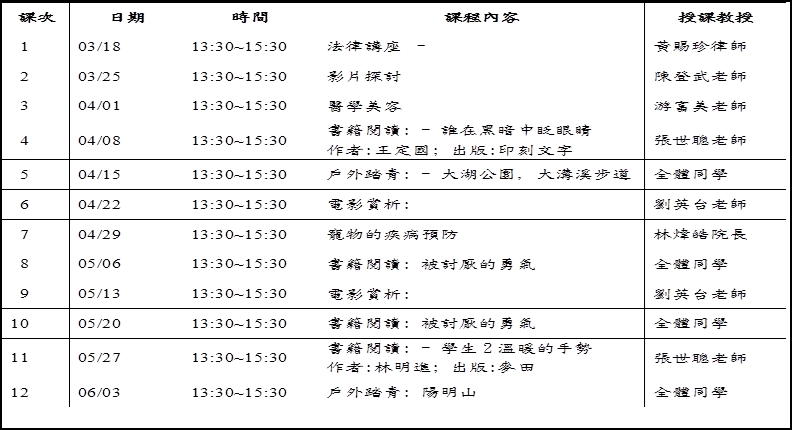 課次 日期 時間 課程內容 授課教授
1 03/18 13:30~15:30 法律講座 - 黃賜珍律師
2 03/25 13:30~15:30 影片探討 陳登武老師
3 04/01 13:30~15:30 醫學美容 游富美老師
4 04/08 13:30~15:30 書籍閱讀: - 誰在黑暗中眨眼睛 張世聰老師
作者:王定國; 出版:印刻文字
5 04/15 13:30~15:30 戶外踏青: - 大湖公園, 大溝溪步道 全體同學
6 04/22 13:30~15:30 電影賞析: 劉英台老師
7 04/29 13:30~15:30 寵物的疾病預防 林煒皓院長
8 05/06 13:30~15:30 書籍閱讀: 被討厭的勇氣 全體同學
9 05/13 13:30~15:30 電影賞析: 劉英台老師
10 05/20 13:30~15:30 書籍閱讀: 被討厭的勇氣 全體同學
11 05/27 13:30~15:30 書籍閱讀: - 學生2溫暖的手勢 張世聰老師
作者:林明進; 出版:麥田
12 06/03 13:30~15:30 戶外踏青: 陽明山 全體同學